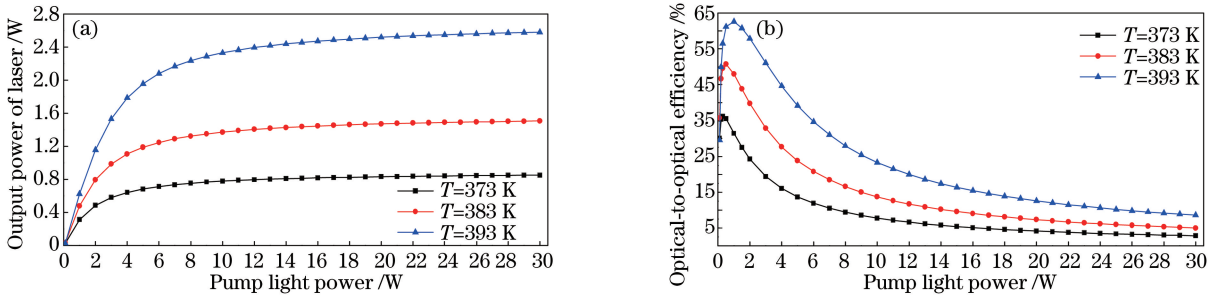 (a)
Output power of laser /W
2.8
2.4
2.0
1.6
1.2
0.8
0.4
0
T=373 K
T=383 K
T=393 K
0 2 4 6 8 10 12 14 16 18 20 22 24 26 28 30
Pump light power /W
(b)
Optical-to-optical efficiency /%
65
55
45
35
25
15
5
T=373 K
T=383 K
T=393 K
0 2 4 6 8 10 12 14 16 18 20 22 24 26 28 30
Pump light power /W